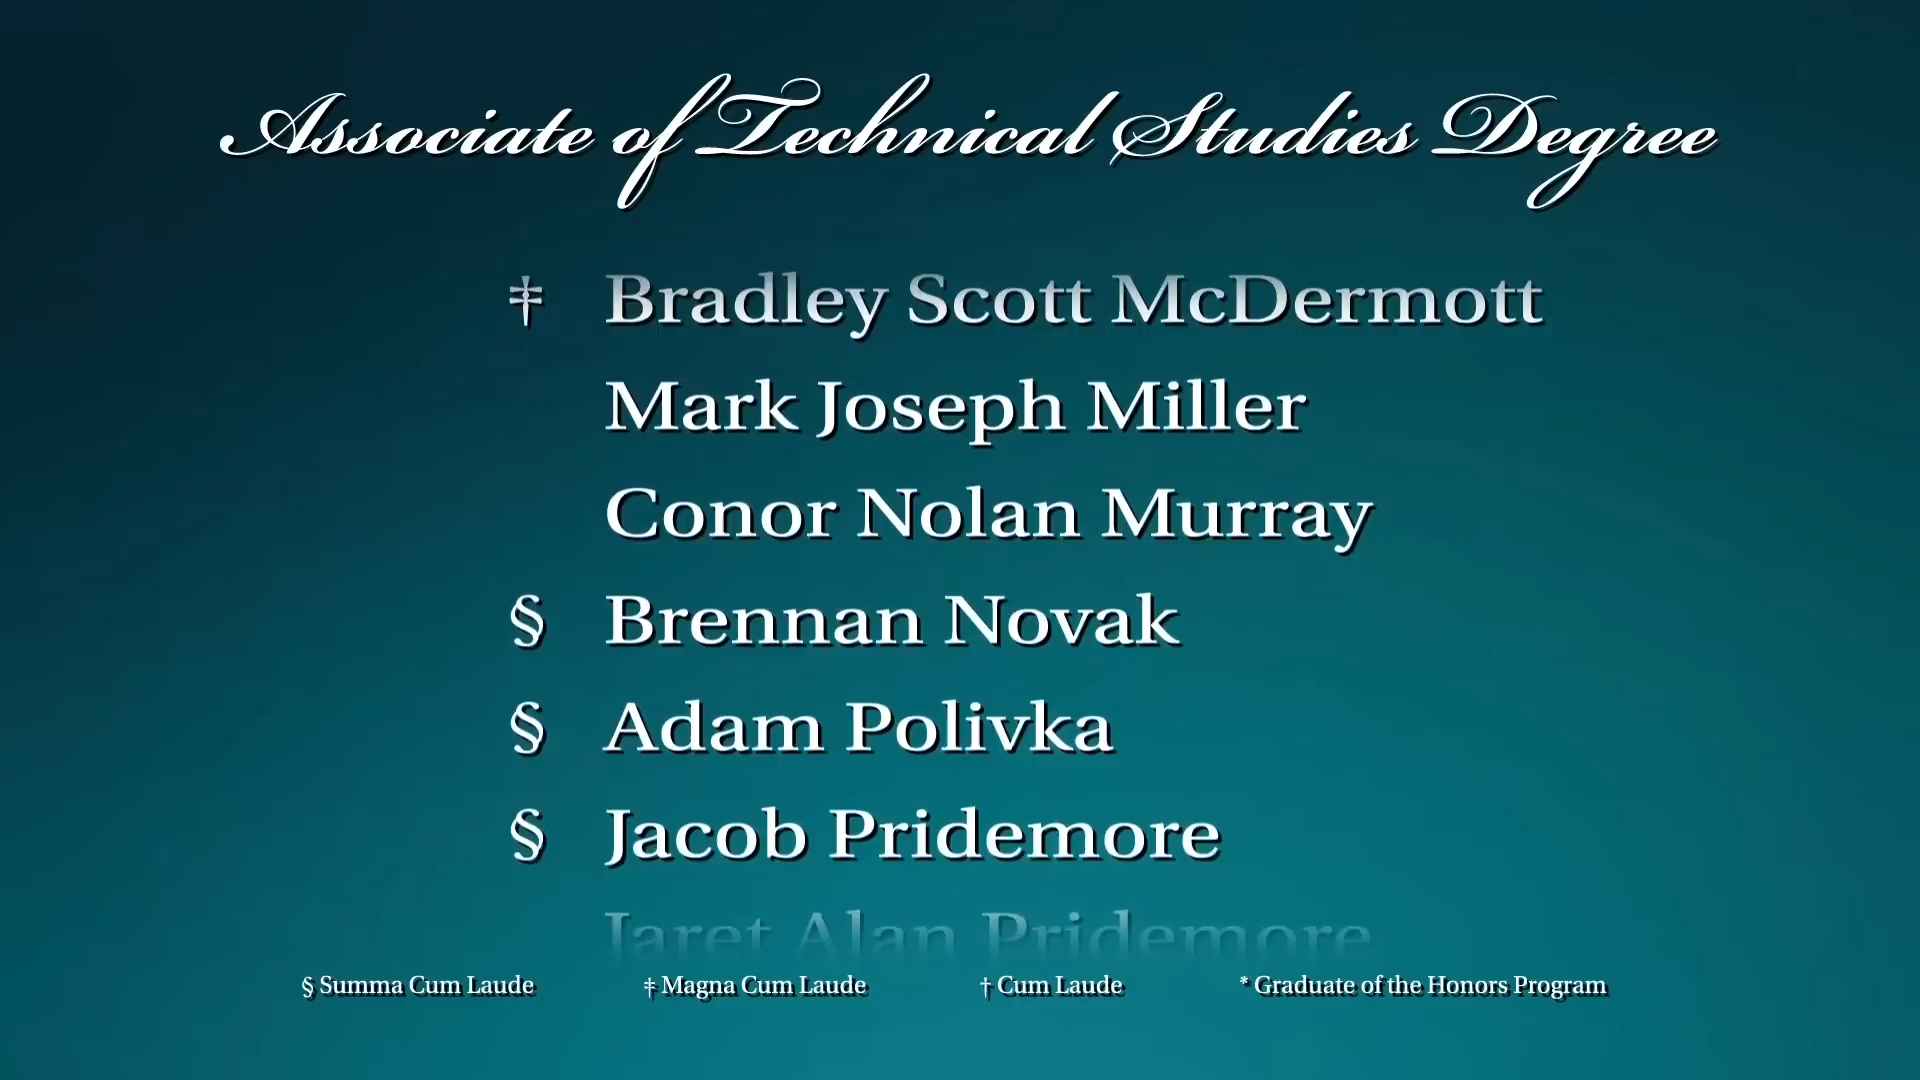 Associate of Technical Studies Degree
‡ Bradley Scott McDermott
Mark Joseph Miller
Conor Nolan Murray
§ Brennan Novak
§ Adam Polivka
§ Jacob Pridemore
Jaret Alan Pridemore
§ Summa Cum Laude ‡ Magna Cum Laude † Cum Laude * Graduate of the Honors Program